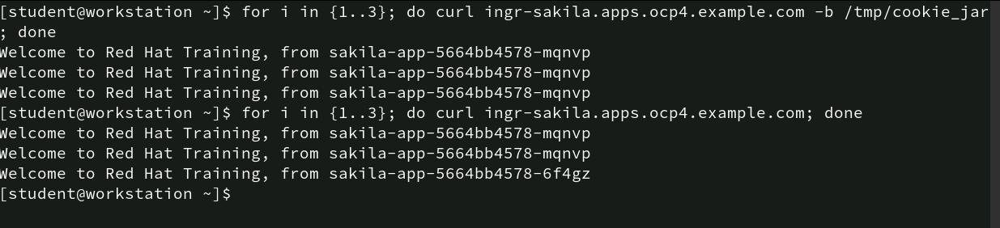 [student@workstation ~]$ for i in {1..3}; do curl ingr-sakila.apps.ocp4.example.com -b /tmp/cookie_jar
; done
Welcome to Red Hat Training, from sakila-app-5664bb4578-mqnvp
Welcome to Red Hat Training, from sakila-app-5664bb4578-mqnvp
Welcome to Red Hat Training, from sakila-app-5664bb4578-mqnvp
[student@workstation ~]$ for i in {1..3}; do curl ingr-sakila.apps.ocp4.example.com; done
Welcome to Red Hat Training, from sakila-app-5664bb4578-mqnvp
Welcome to Red Hat Training, from sakila-app-5664bb4578-mqnvp
Welcome to Red Hat Training, from sakila-app-5664bb4578-6f4gz
[student@workstation ~]$